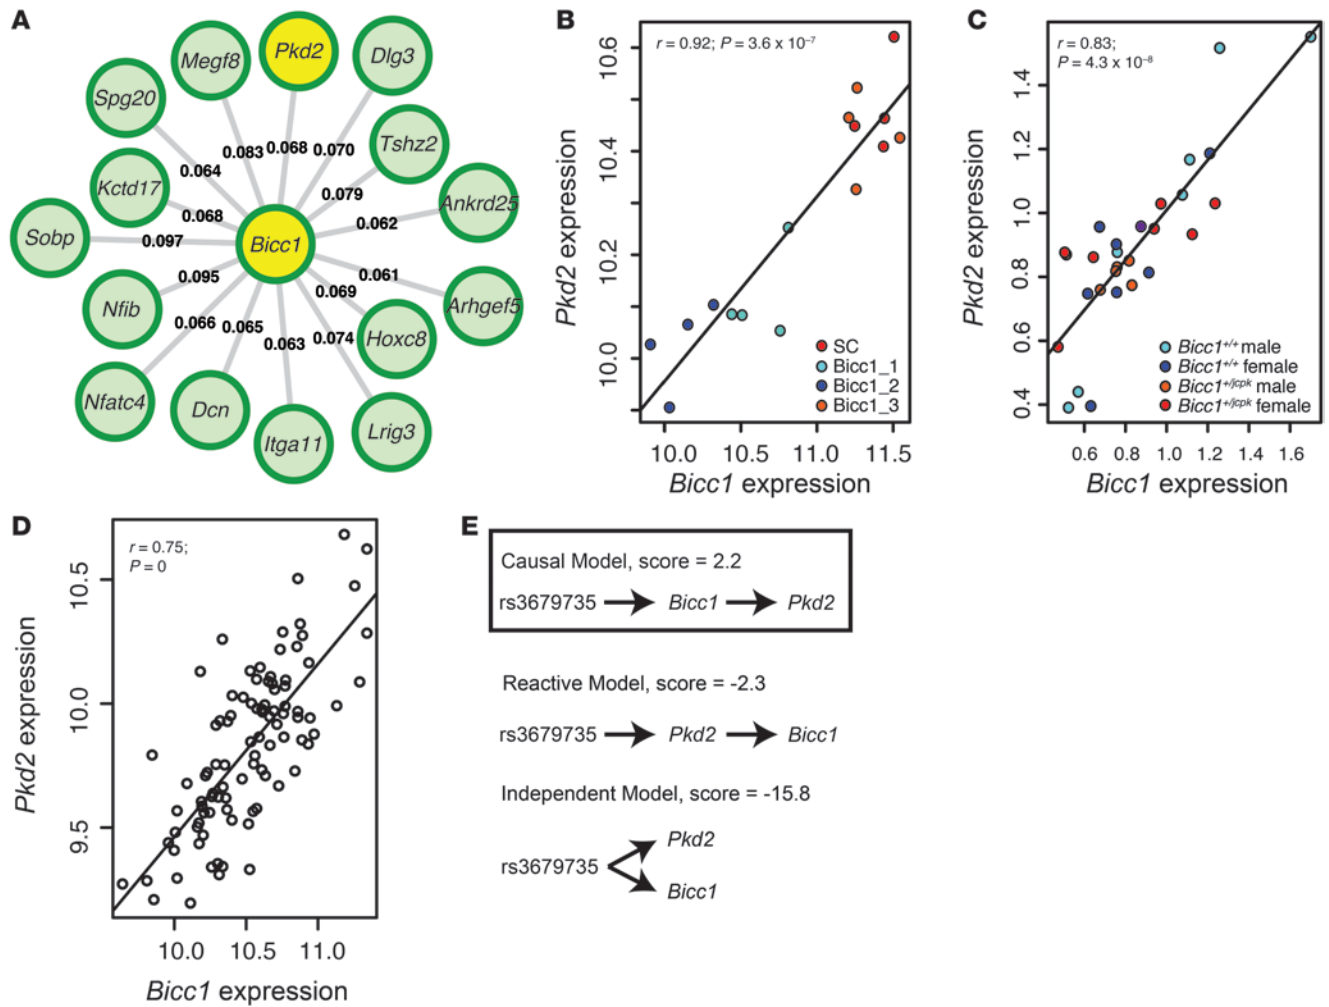 A
Pkd2
Megf8
Dlg3
Spg20
Tshz2
Kctd17
Ankrd25
Sobp
Bicc1
Nfib
Arhgef5
Hoxc8
Nfatc4
Dcn
Itga11
Lrig3
0.083
0.068
0.070
0.064
0.079
0.068
0.062
0.097
0.095
0.061
0.069
0.066
0.065
0.063
0.074
B
r = 0.92; P = 3.6 x 10⁻⁷
Pkd2 expression
10.6
10.4
10.2
10.0
SC
Bicc1_1
Bicc1_2
Bicc1_3
10.0 10.5 11.0 11.5
Bicc1 expression
C
r = 0.83;
P = 4.3 x 10⁻⁸
Pkd2 expression
1.4
1.2
1.0
0.8
0.6
0.4
Bicc1⁺/⁺ male
Bicc1⁺/⁺ female
Bicc1⁺/ʲᶜᵖᵏ male
Bicc1⁺/ʲᶜᵖᵏ female
0.6 0.8 1.0 1.2 1.4 1.6
Bicc1 expression
D
r = 0.75;
P = 0
Pkd2 expression
10.5
10.0
9.5
10.0 10.5 11.0
Bicc1 expression
E
Causal Model, score = 2.2
rs3679735 Bicc1 Pkd2
Reactive Model, score = -2.3
rs3679735 Pkd2 Bicc1
Independent Model, score = -15.8
Pkd2
rs3679735
Bicc1